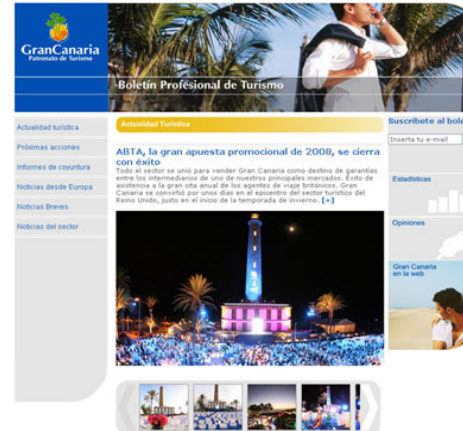 GranCanaria
Patronato de Turismo
Boletín Profesional de Turismo
Actualidad turística
Próximas acciones
Informes de coyuntura
Noticias desde Europa
Noticias Breves
Noticias del sector
Actualidad Turística
ABTA, la gran apuesta promocional de 2008, se cierra
con éxito
Todo el sector se unió para vender Gran Canaria como destino de garantías
entre los intermediarios de uno de nuestros principales mercados. Éxito de
asistencia a la gran cita anual de los agentes de viaje británicos. Gran
Canaria se convirtió por unos días en el epicentro del sector turístico del
Reino Unido, justo en el inicio de la temporada de invierno. [+]
Suscríbete al bole
Inserta tu e-mail
Estadísticas
Opiniones
Gran Canaria
en la web